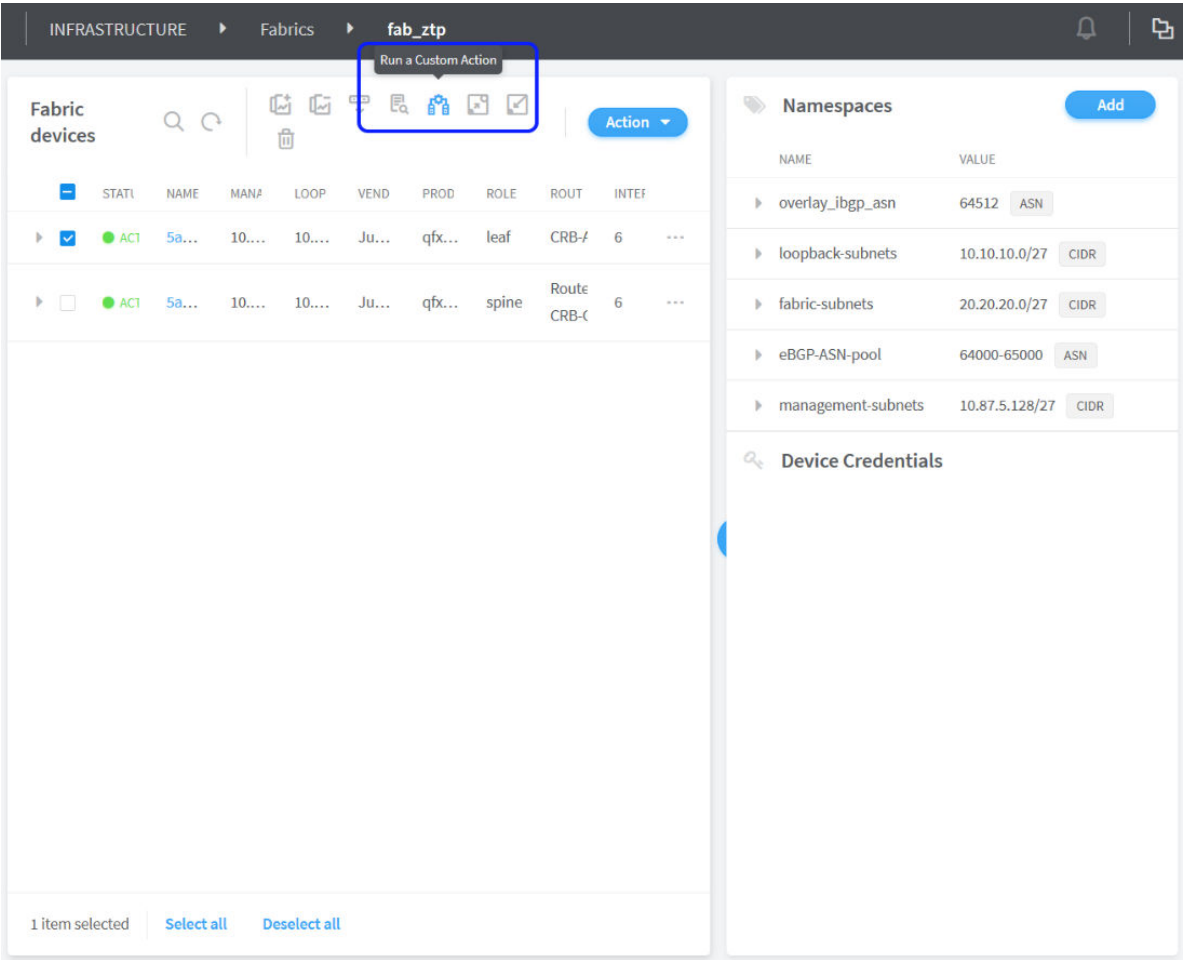 INFRASTRUCTURE Fabrics fab_ztp
Run a Custom Action
Fabric
devices
Action
STATU NAME MANA LOOP VEND PROD ROLE ROUT INTER
ACT 5a... 10.... 10.... Ju... qfx... leaf CRB-A 6 ...
ACT 5a... 10.... 10.... Ju... qfx... spine Route CRB-G 6 ...
1 item selected Select all Deselect all
Namespaces Add
NAME VALUE
overlay_ibgp_asn 64512 ASN
loopback-subnets 10.10.10.0/27 CIDR
fabric-subnets 20.20.20.0/27 CIDR
eBGP-ASN-pool 64000-65000 ASN
management-subnets 10.87.5.128/27 CIDR
Device Credentials